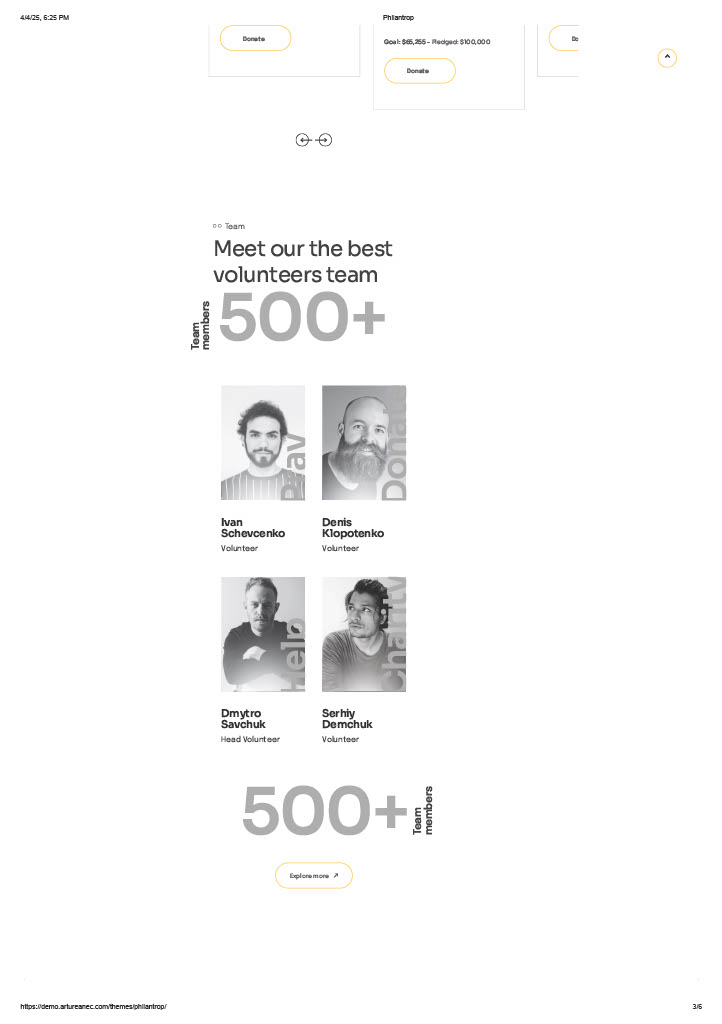 4/4/25, 6:25 PM
Philantrop
Donate
Goal: $65,255 - Pledged: $100,000
Donate
Do
Team
Meet our the best
volunteers team
Team
members
500+
Pray
Donate
Ivan
Schevcenko
Volunteer
Denis
Klopotenko
Volunteer
Help
Charity
Dmytro
Savchuk
Head Volunteer
Serhiy
Demchuk
Volunteer
500+
Team
members
Explore more
https://demo.artureanec.com/themes/philantrop/
3/6